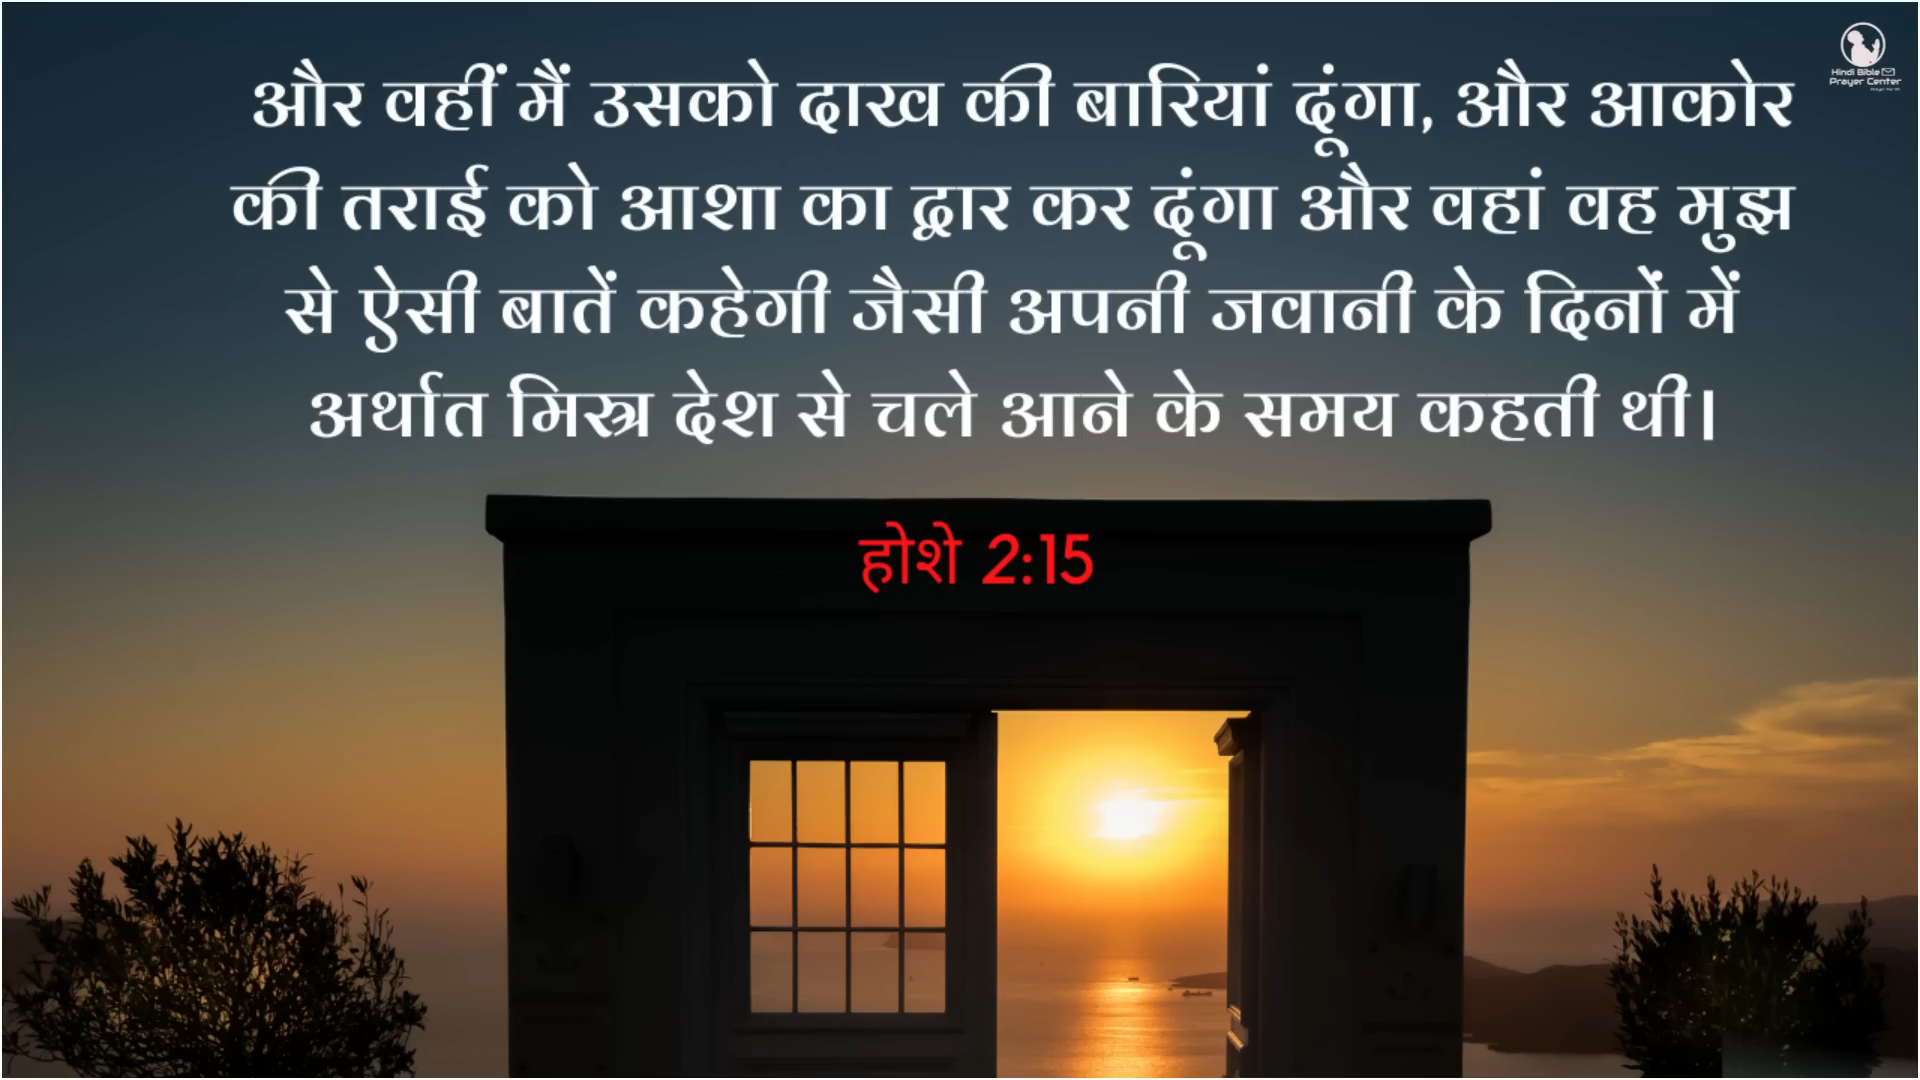 और वहीं मैं उसको दाख की बारियां दूंगा, और आकोर
की तराई को आशा का द्वार कर दूंगा और वहां वह मुझ
से ऐसी बातें कहेगी जैसी अपनी जवानी के दिनों में
अर्थात मिस्त्र देश से चले आने के समय कहती थी।
होशे 2:15
Hindi Bible
Prayer Center